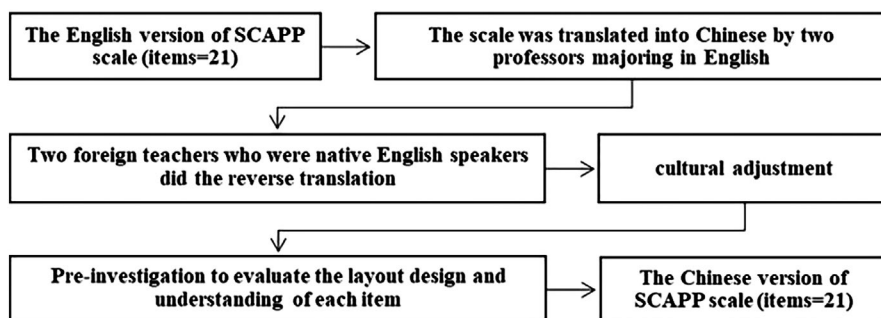 The English version of SCAPP
scale (items=21)
The scale was translated into Chinese by two
professors majoring in English
Two foreign teachers who were native English speakers
did the reverse translation
cultural adjustment
Pre-investigation to evaluate the layout design and
understanding of each item
The Chinese version of
SCAPP scale (items=21)